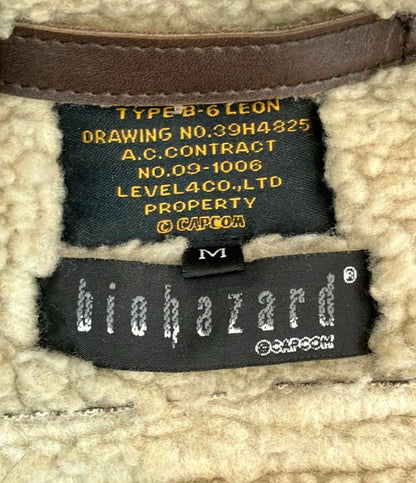 TYPE B-6 LEON
DRAWING NO.39H4825
A.C.CONTRACT
NO.09-1006
LEVEL4CO.,LTD
PROPERTY
© CAPCOM
M
biohazard®
©CAPCOM